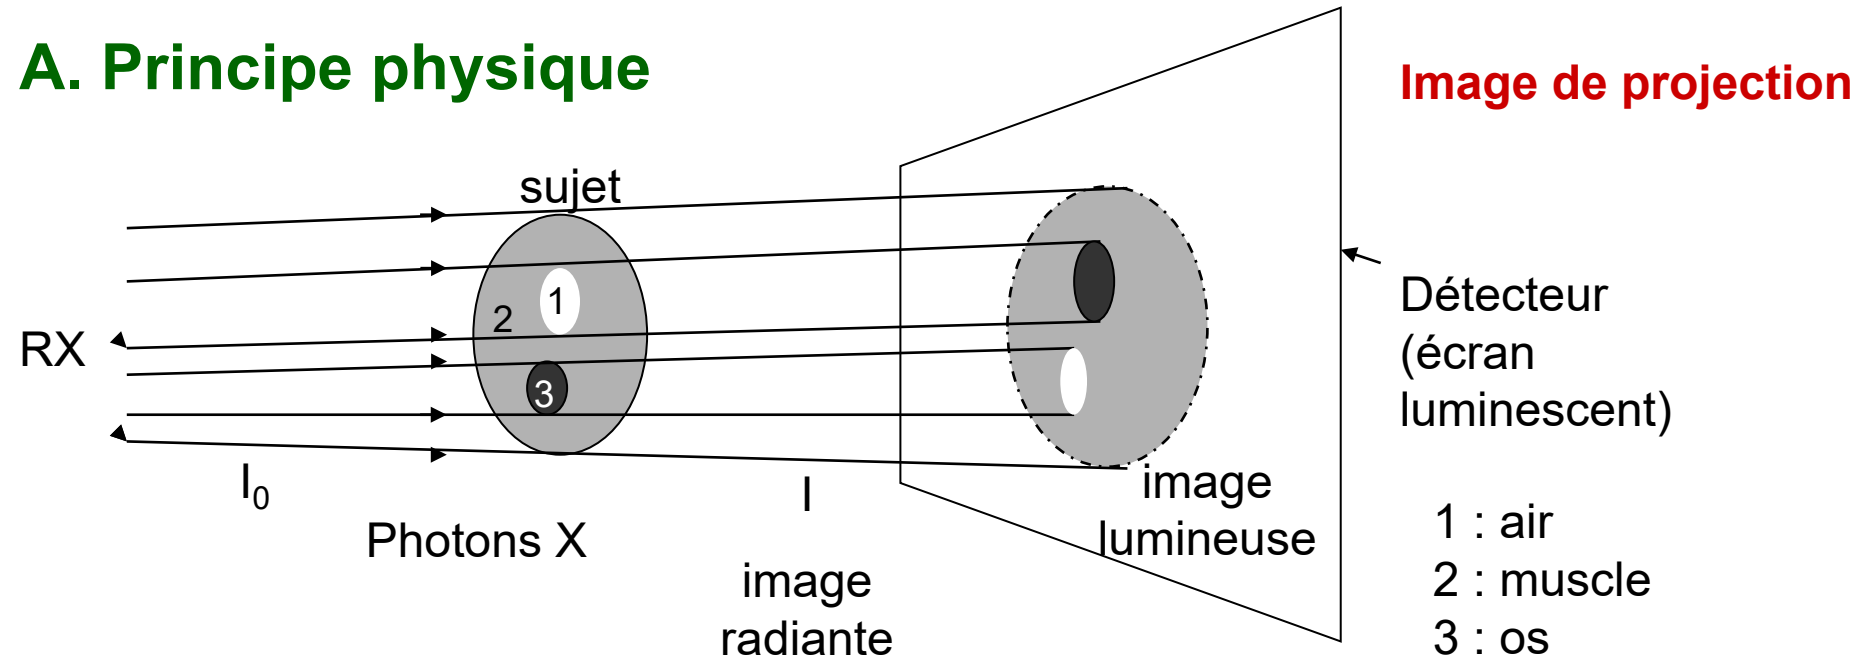 A. Principe physique
Image de projection
sujet
1
2
RX
3
Détecteur
(écran
luminescent)
I₀
I
image
lumineuse
Photons X
image
radiante
1 : air
2 : muscle
3 : os